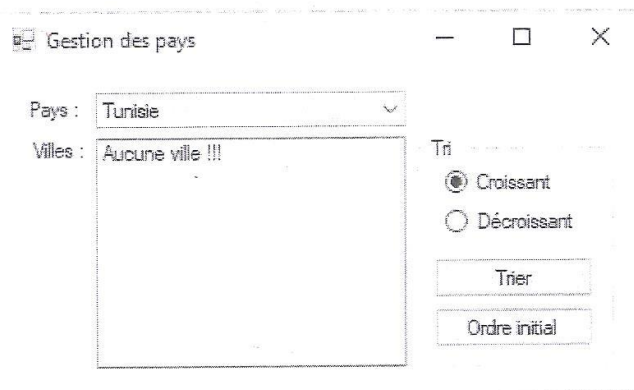 Gestion des pays
Pays : Tunisie
Villes : Aucune ville !!!
Tri
Croissant
Décroissant
Trier
Ordre initial